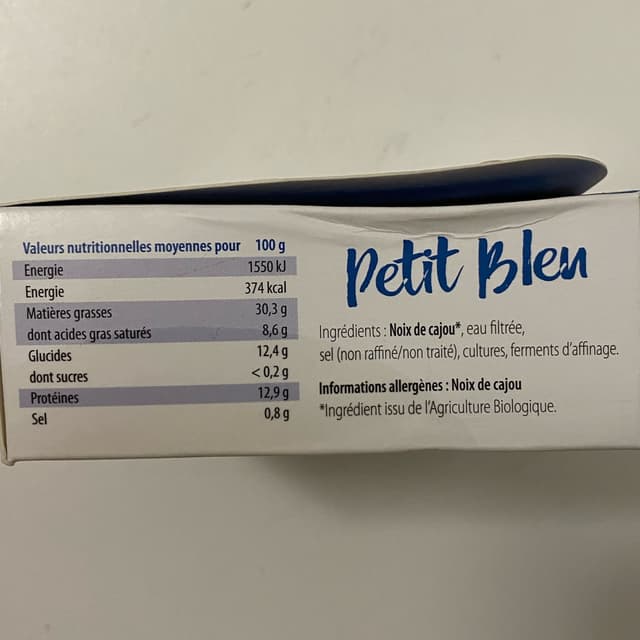 Valeurs nutritionnelles moyennes pour 100 g
Energie 1550 kJ
Energie 374 kcal
Matières grasses 30,3 g
dont acides gras saturés 8,6 g
Glucides 12,4 g
dont sucres < 0,2 g
Protéines 12,9 g
Sel 0,8 g
Petit Bleu
Ingrédients : Noix de cajou*, eau filtrée,
sel (non raffiné/non traité), cultures, ferments d'affinage.
Informations allergènes : Noix de cajou
*Ingrédient issu de l'Agriculture Biologique.